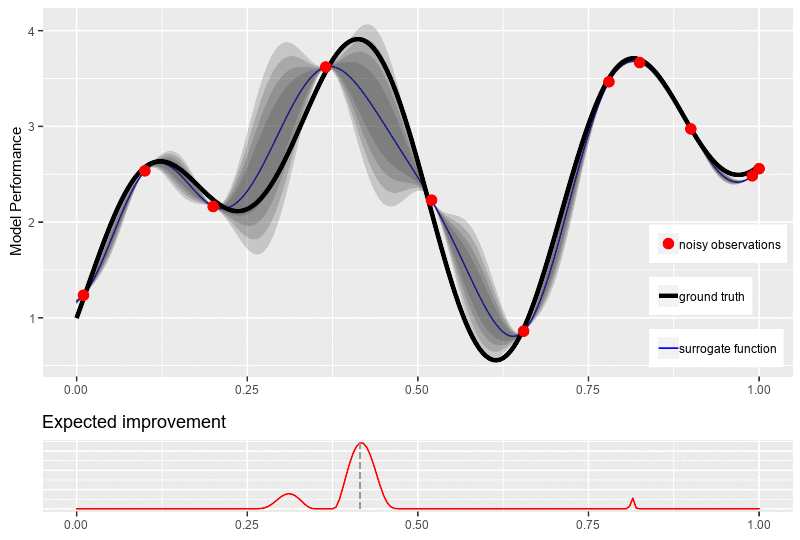 4
3
2
1
Model Performance
noisy observations
ground truth
surrogate function
0.00 0.25 0.50 0.75 1.00
Expected improvement
0.00 0.25 0.50 0.75 1.00